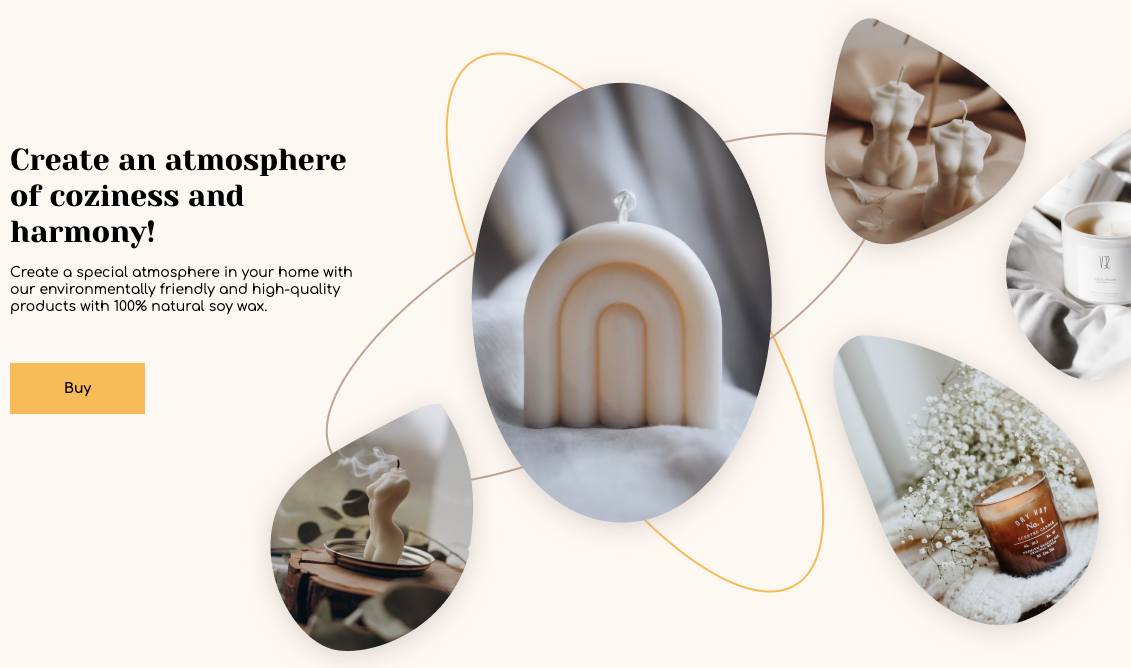 Create an atmosphere
of coziness and
harmony!
Create a special atmosphere in your home with
our environmentally friendly and high-quality
products with 100% natural soy wax.
Buy
DRY HAY
No. 1
SCENTED CANDLE